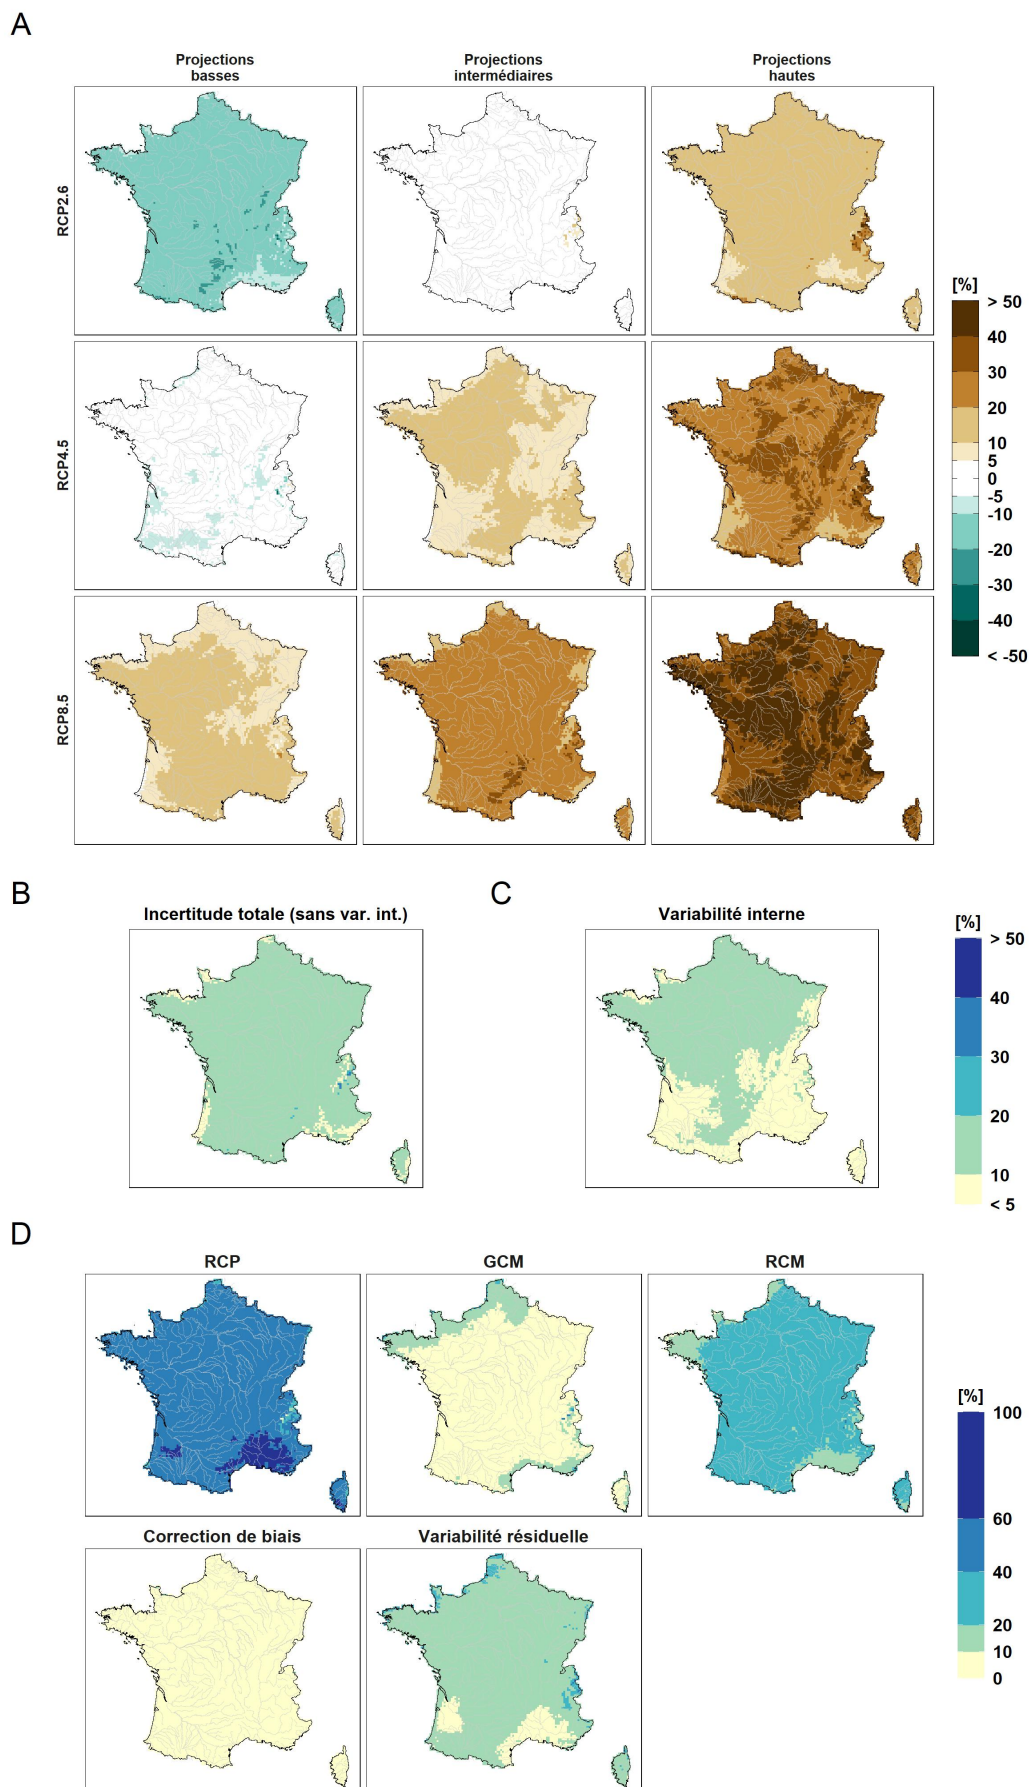 A
Projections
basses
Projections
intermédiaires
Projections
hautes
RCP2.6
RCP4.5
RCP8.5
[%]
> 50
40
30
20
10
5
0
-5
-10
-20
-30
-40
< -50
B
Incertitude totale (sans var. int.)
C
Variabilité interne
[%]
> 50
40
30
20
10
< 5
D
RCP
GCM
RCM
Correction de biais
Variabilité résiduelle
[%]
100
60
40
20
10
0